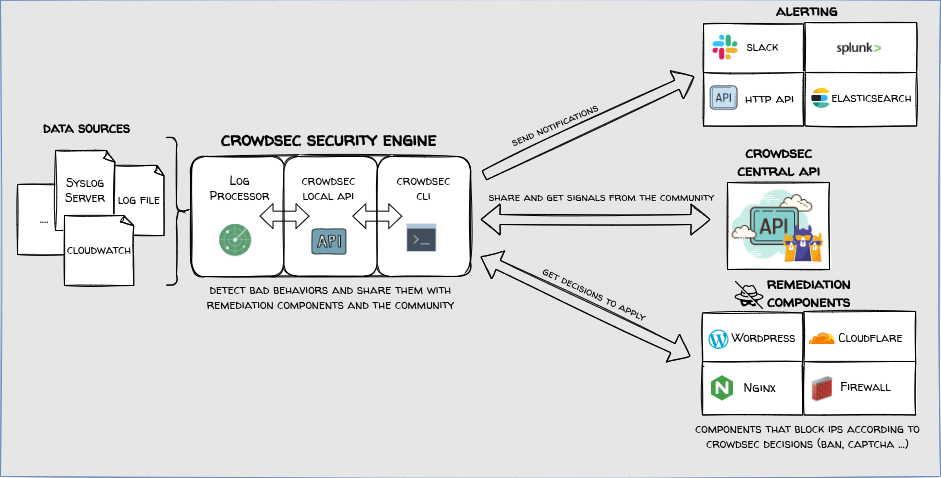 ALERTING
SLACK
splunk>
API
HTTP API
ELASTICSEARCH
DATA SOURCES
SYSLOG
SERVER
LOG FILE
....
CLOUDWATCH
CROWDSEC SECURITY ENGINE
LOG
PROCESSOR
CROWDSEC
LOCAL API
API
CROWDSEC
CLI
>_
DETECT BAD BEHAVIORS AND SHARE THEM WITH
REMEDIATION COMPONENTS AND THE COMMUNITY
SEND NOTIFICATIONS
SHARE AND GET SIGNALS FROM THE COMMUNITY
GET DECISIONS TO APPLY
CROWDSEC
CENTRAL API
API
REMEDIATION
COMPONENTS
WORDPRESS
CLOUDFLARE
NGINX
FIREWALL
COMPONENTS THAT BLOCK IPS ACCORDING TO
CROWDSEC DECISIONS (BAN, CAPTCHA ...)